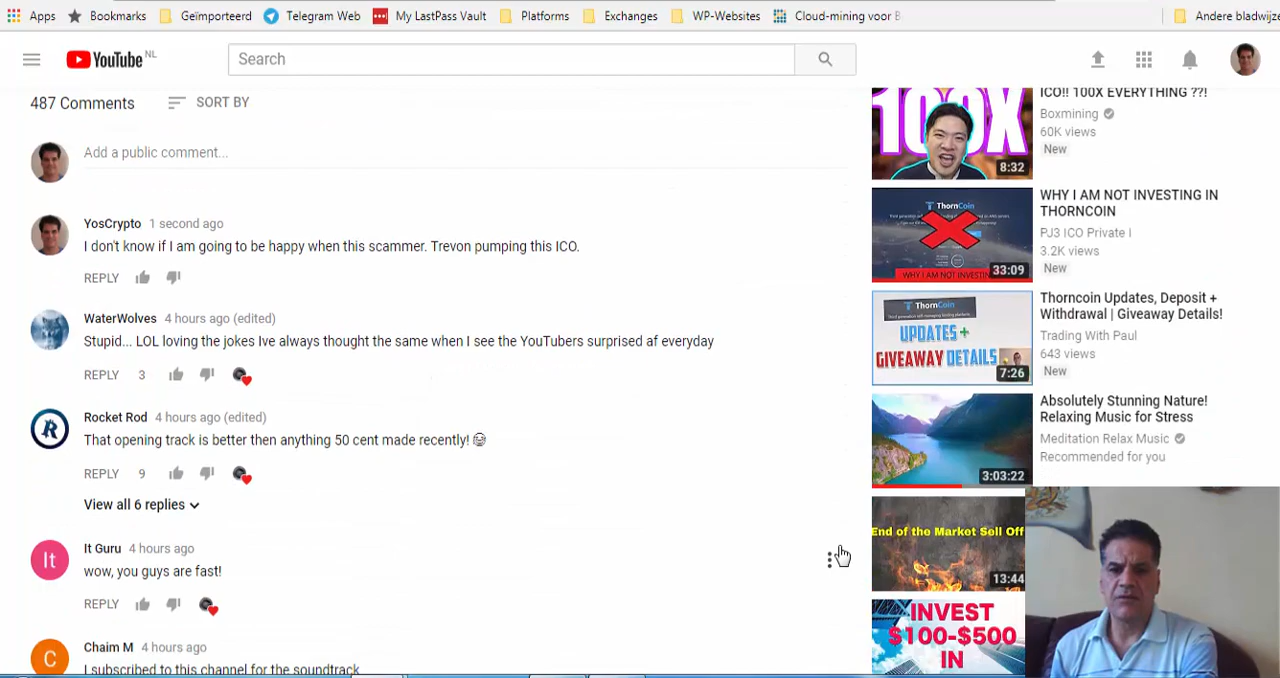 Apps
Bookmarks
Geïmporteerd
Telegram Web
My LastPass Vault
Platforms
Exchanges
WP-Websites
Cloud-mining voor B
Andere bladwijze
YouTube NL
Search
487 Comments
SORT BY
Add a public comment...
YosCrypto 1 second ago
I don't know if I am going to be happy when this scammer. Trevon pumping this ICO.
REPLY
WaterWolves 4 hours ago (edited)
Stupid... LOL loving the jokes Ive always thought the same when I see the YouTubers surprised af everyday
REPLY 3
Rocket Rod 4 hours ago (edited)
That opening track is better then anything 50 cent made recently!
REPLY 9
View all 6 replies
It
It Guru 4 hours ago
wow, you guys are fast!
REPLY
C
Chaim M 4 hours ago
I subscribed to this channel for the soundtrack
100X
8:32
ICO!! 100X EVERYTHING ??!
Boxmining
60K views
New
ThornCoin
WHY I AM NOT INVESTIN
33:09
WHY I AM NOT INVESTING IN
THORNCOIN
PJ3 ICO Private I
3.2K views
New
ThornCoin
UPDATES +
GIVEAWAY DETAILS
7:26
Thorncoin Updates, Deposit +
Withdrawal | Giveaway Details!
Trading With Paul
643 views
New
3:03:22
Absolutely Stunning Nature!
Relaxing Music for Stress
Meditation Relax Music
Recommended for you
End of the Market Sell Off
13:44
INVEST
$100-$500
IN